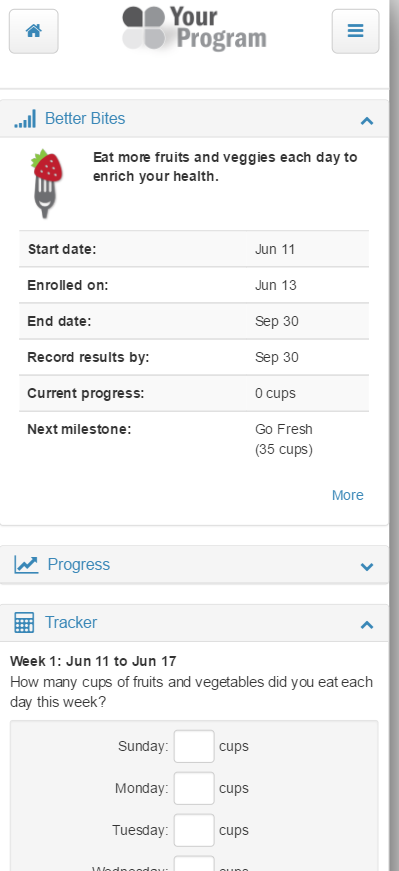 Your
Program
Better Bites
Eat more fruits and veggies each day to
enrich your health.
Start date: Jun 11
Enrolled on: Jun 13
End date: Sep 30
Record results by: Sep 30
Current progress: 0 cups
Next milestone: Go Fresh
(35 cups)
More
Progress
Tracker
Week 1: Jun 11 to Jun 17
How many cups of fruits and vegetables did you eat each
day this week?
Sunday: cups
Monday: cups
Tuesday: cups
Wednesday: cups